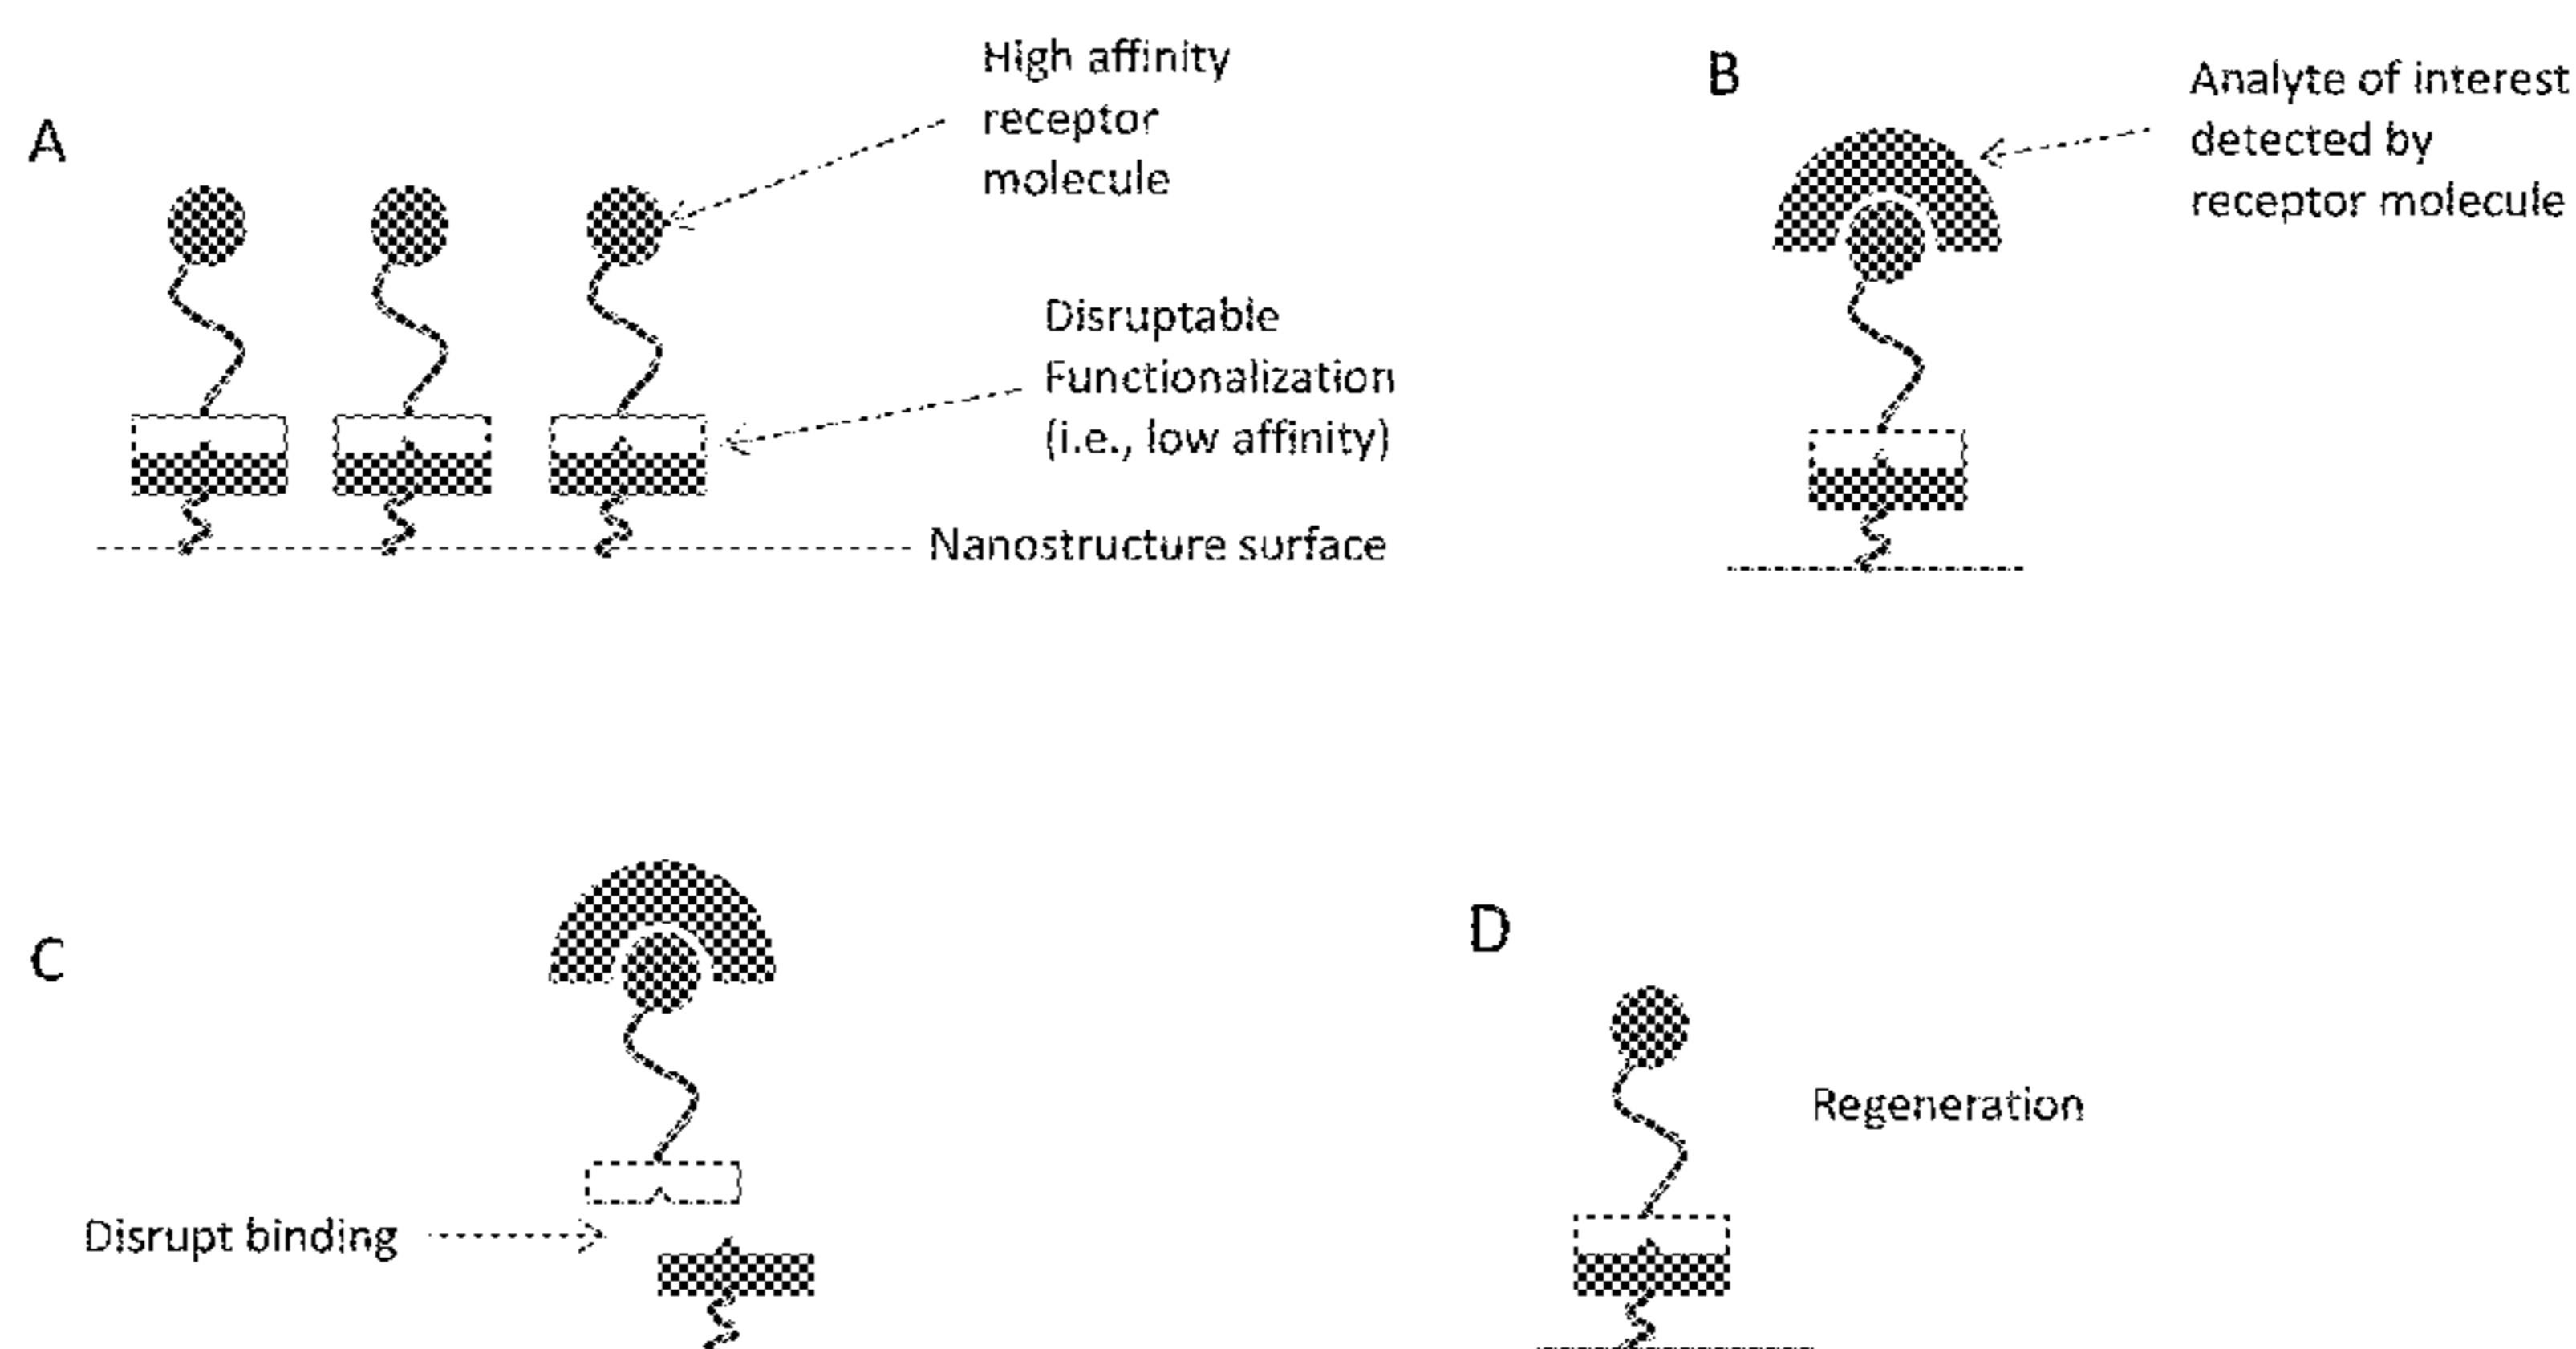 A
High affinity
receptor
molecule
Disruptable
Functionalization
(i.e., low affinity)
Nanostructure surface
B
Analyte of interest
detected by
receptor molecule
C
Disrupt binding
D
Regeneration